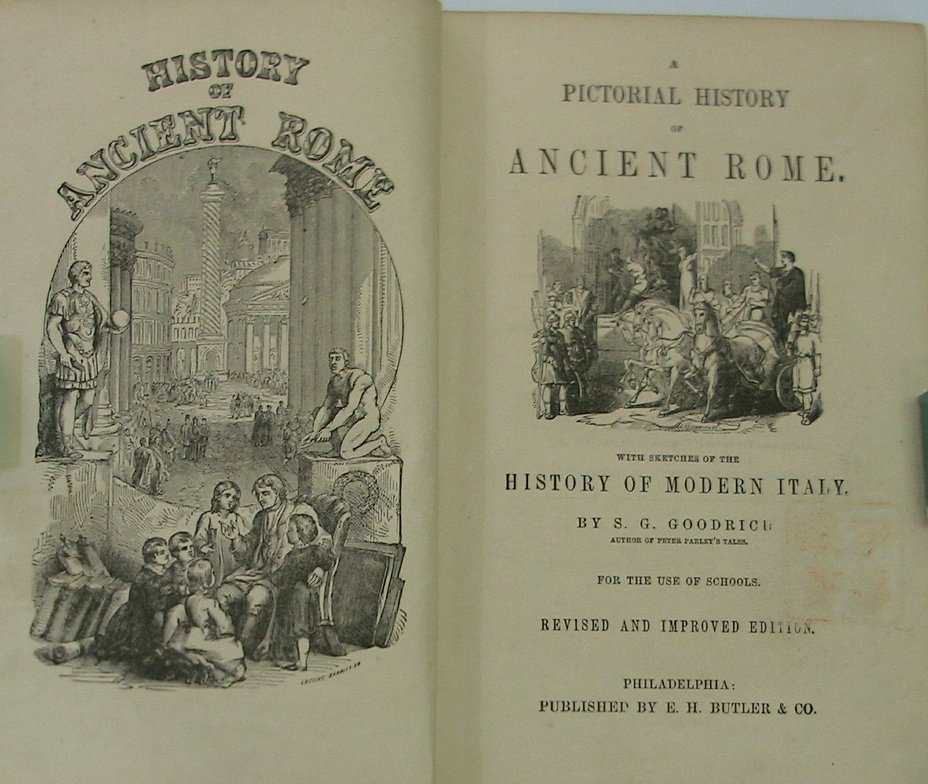 HISTORY
OF
ANCIENT ROME
A
PICTORIAL HISTORY
OF
ANCIENT ROME.
WITH SKETCHES OF THE
HISTORY OF MODERN ITALY.
BY S. G. GOODRICH
AUTHOR OF PETER PARLEY'S TALES.
FOR THE USE OF SCHOOLS.
REVISED AND IMPROVED EDITION.
PHILADELPHIA:
PUBLISHED BY E. H. BUTLER & CO.